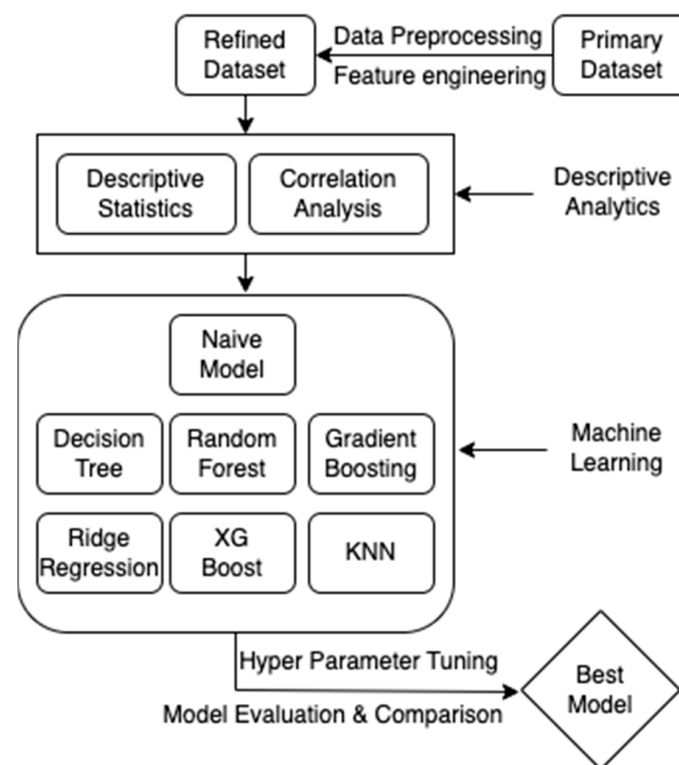 Refined
Dataset
Data Preprocessing
Feature engineering
Primary
Dataset
Descriptive
Statistics
Correlation
Analysis
Descriptive
Analytics
Naive
Model
Decision
Tree
Random
Forest
Gradient
Boosting
Machine
Learning
Ridge
Regression
XG
Boost
KNN
Hyper Parameter Tuning
Model Evaluation & Comparison
Best
Model